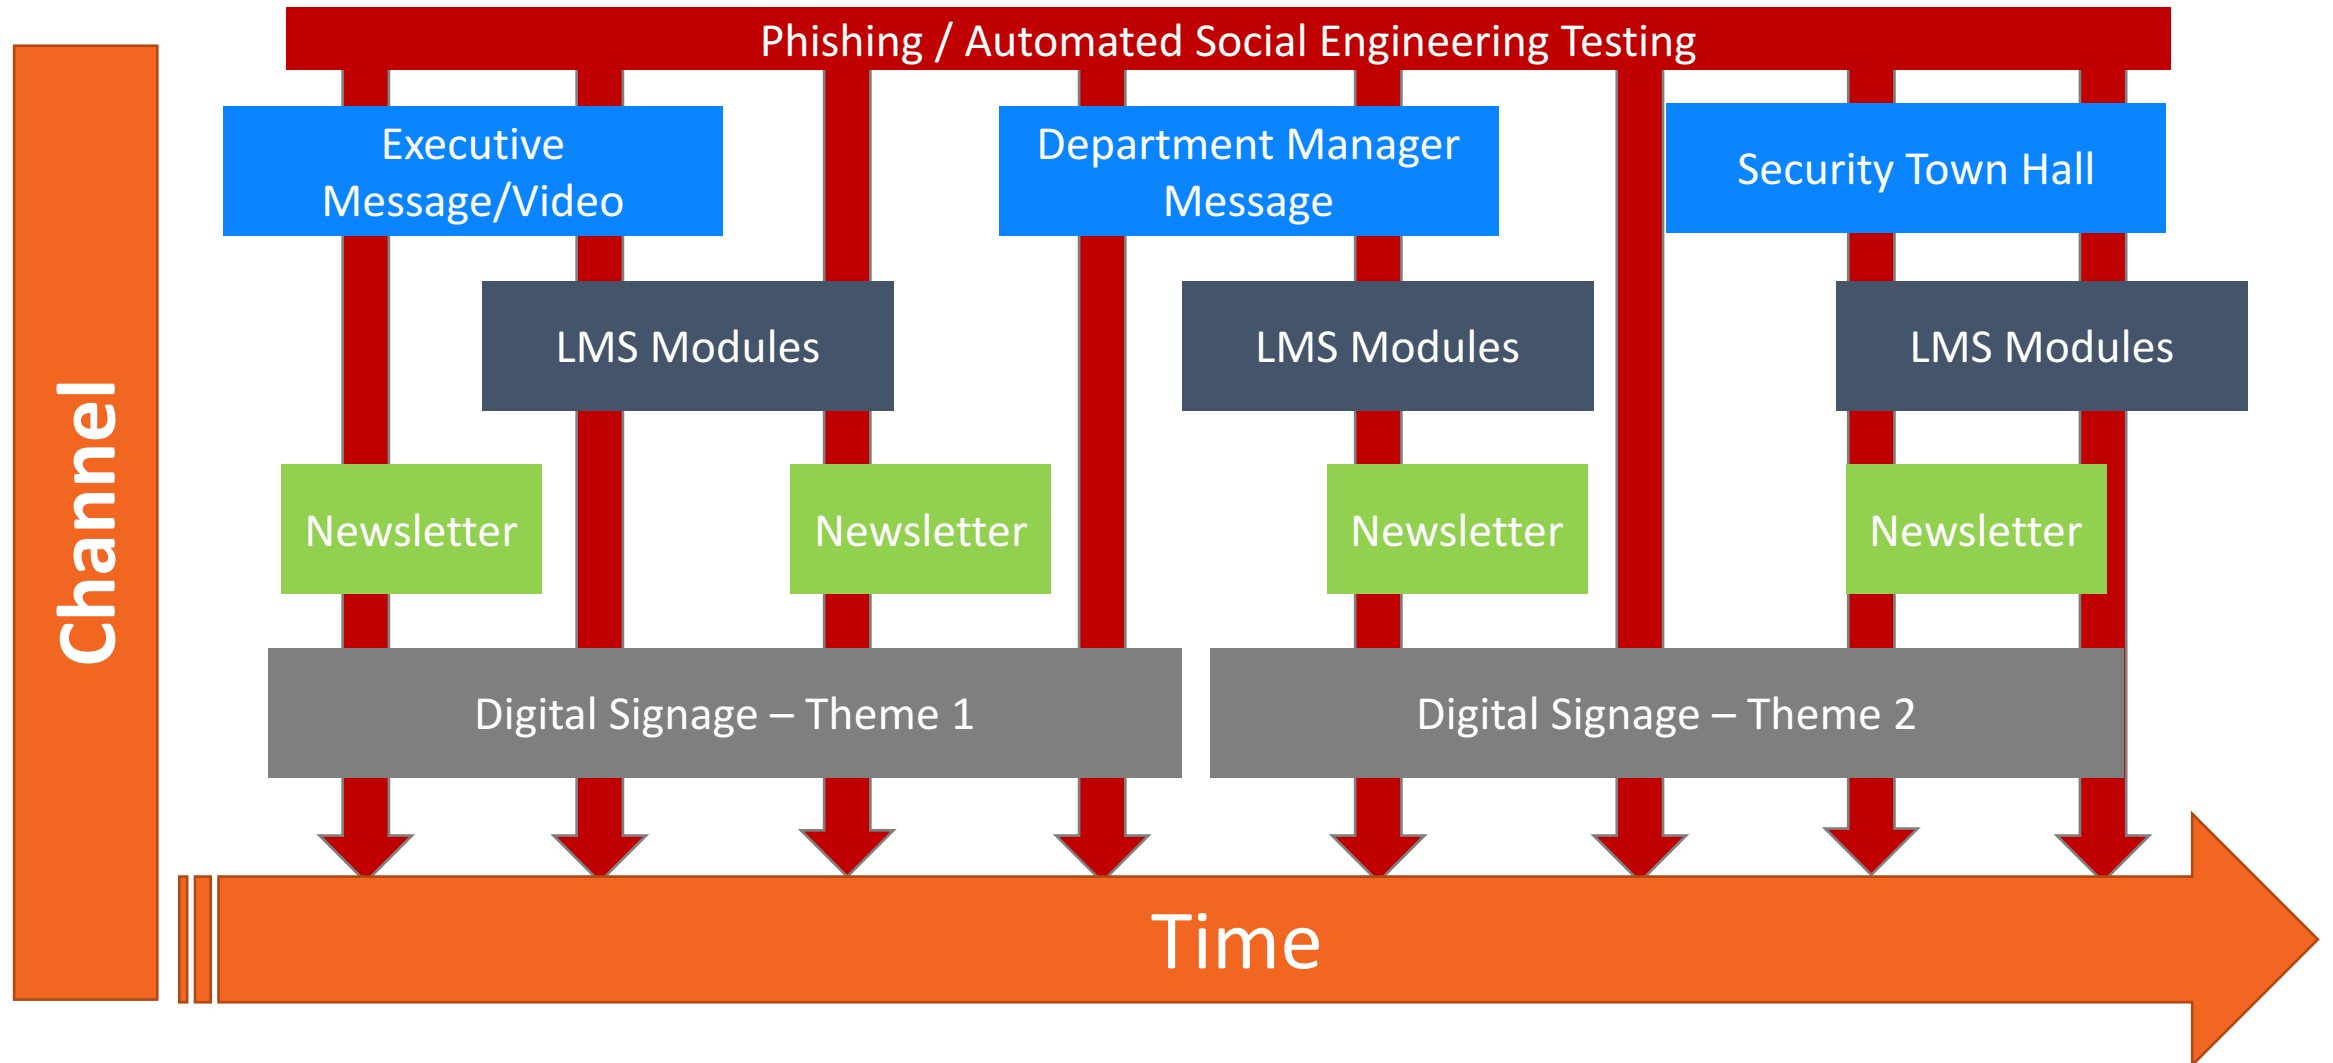 Phishing / Automated Social Engineering Testing
Channel
Executive
Message/Video
Department Manager
Message
Security Town Hall
LMS Modules
LMS Modules
LMS Modules
Newsletter
Newsletter
Newsletter
Newsletter
Digital Signage – Theme 1
Digital Signage – Theme 2
Time